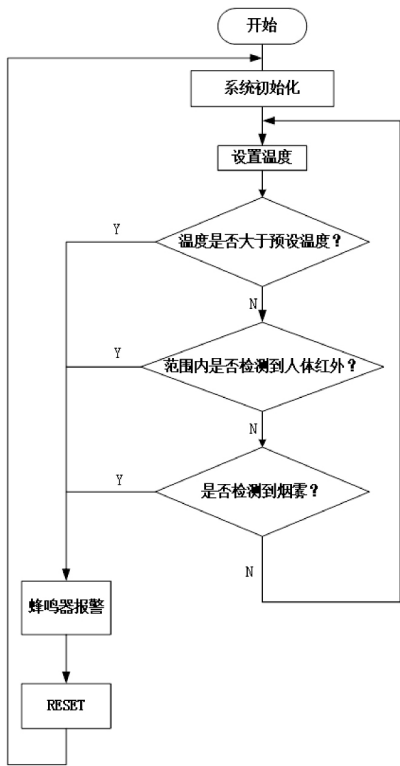 开始
系统初始化
设置温度
温度是否大于预设温度？
Y
N
范围内是否检测到人体红外？
Y
N
是否检测到烟雾？
Y
N
蜂鸣器报警
RESET